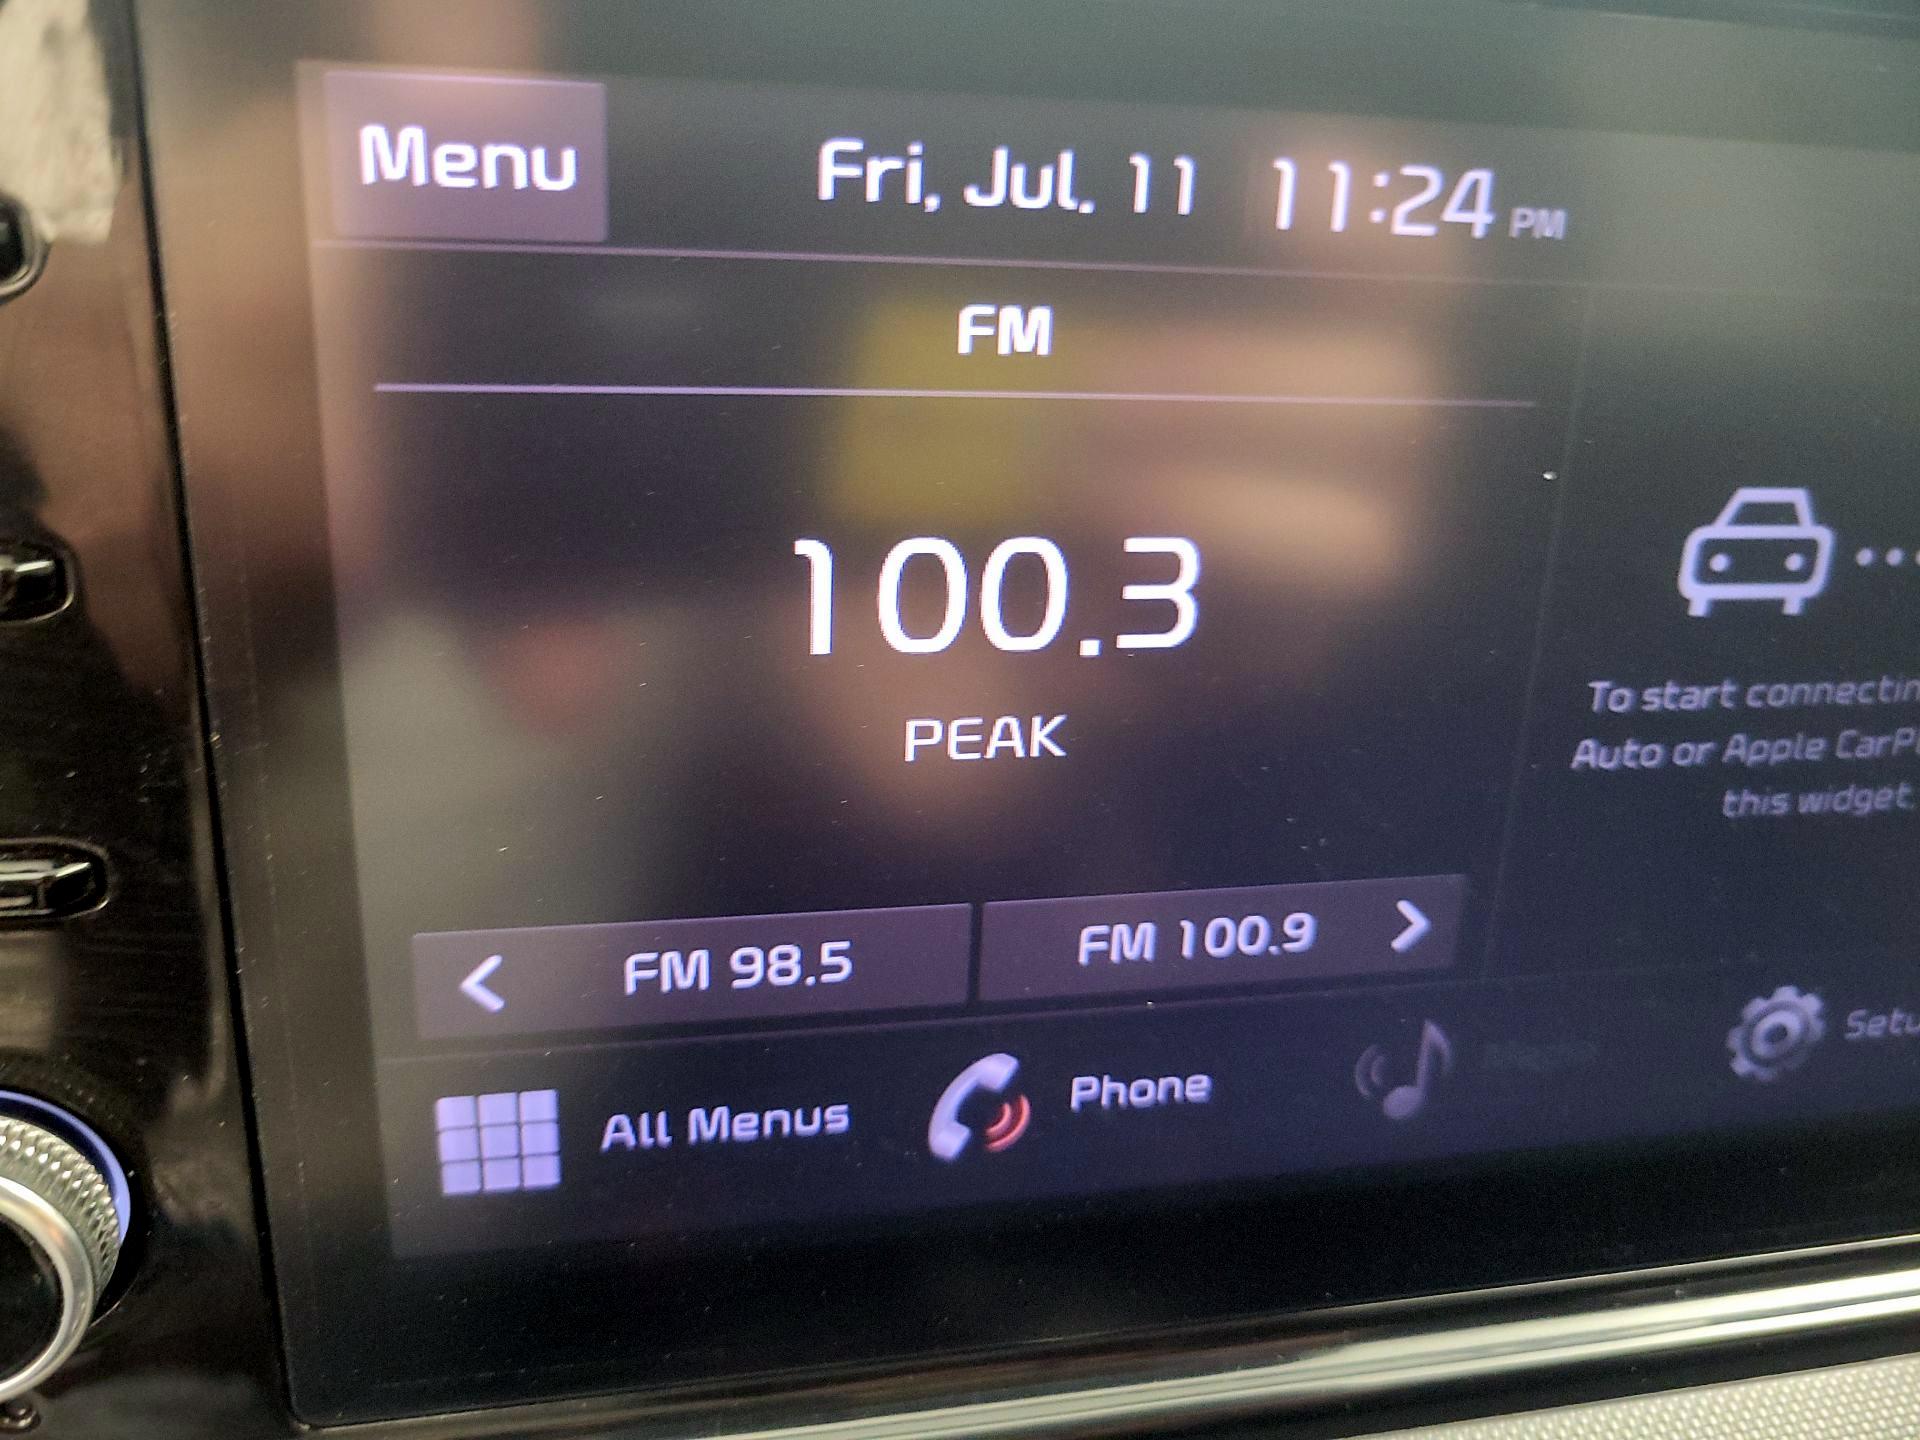 Menu
Fri, Jul. 11 11:24 PM
FM
100.3
PEAK
FM 98.5
FM 100.9
To start connectin
Auto or Apple CarPl
this widget
All Menus
Phone
Setu